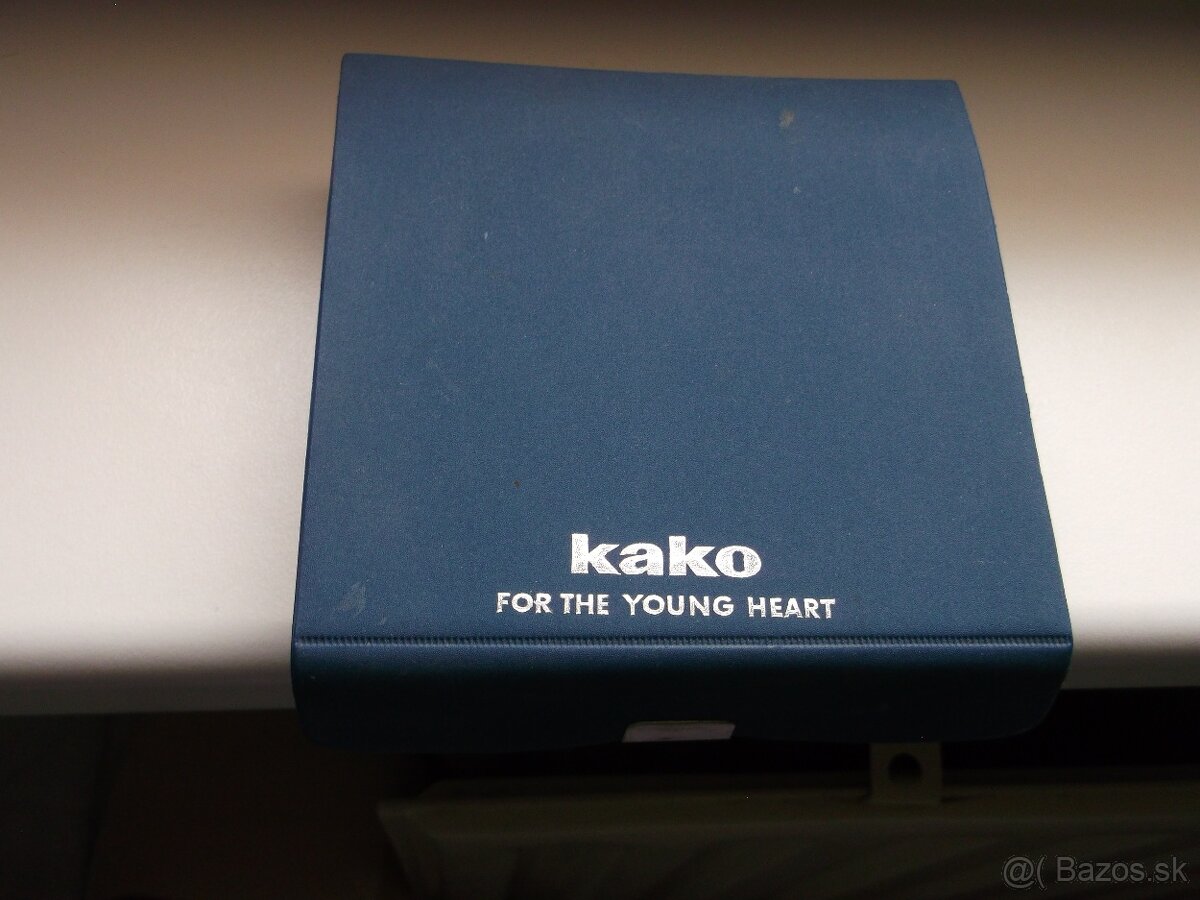 kako
FOR THE YOUNG HEART
@( Bazos.sk